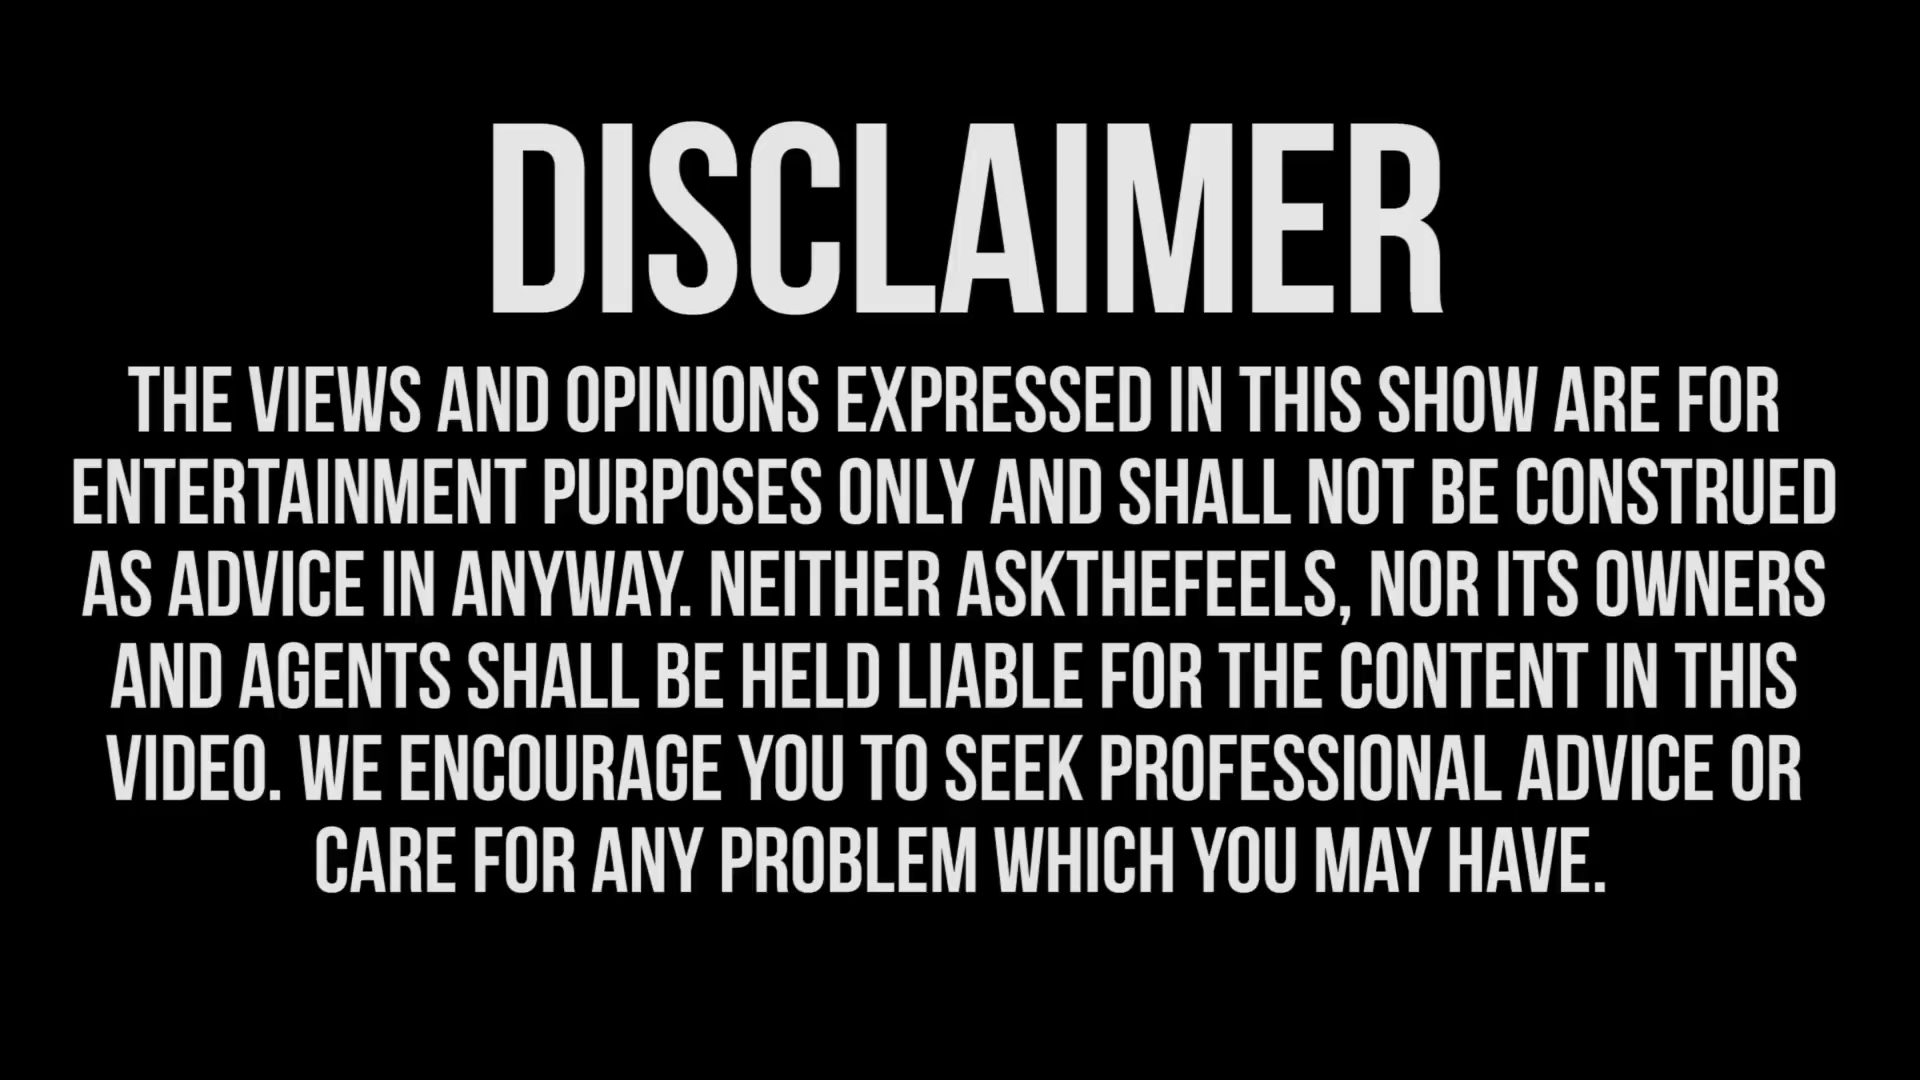 DISCLAIMER
THE VIEWS AND OPINIONS EXPRESSED IN THIS SHOW ARE FOR
ENTERTAINMENT PURPOSES ONLY AND SHALL NOT BE CONSTRUED
AS ADVICE IN ANYWAY. NEITHER ASKTHEFEELS, NOR ITS OWNERS
AND AGENTS SHALL BE HELD LIABLE FOR THE CONTENT IN THIS
VIDEO. WE ENCOURAGE YOU TO SEEK PROFESSIONAL ADVICE OR
CARE FOR ANY PROBLEM WHICH YOU MAY HAVE.